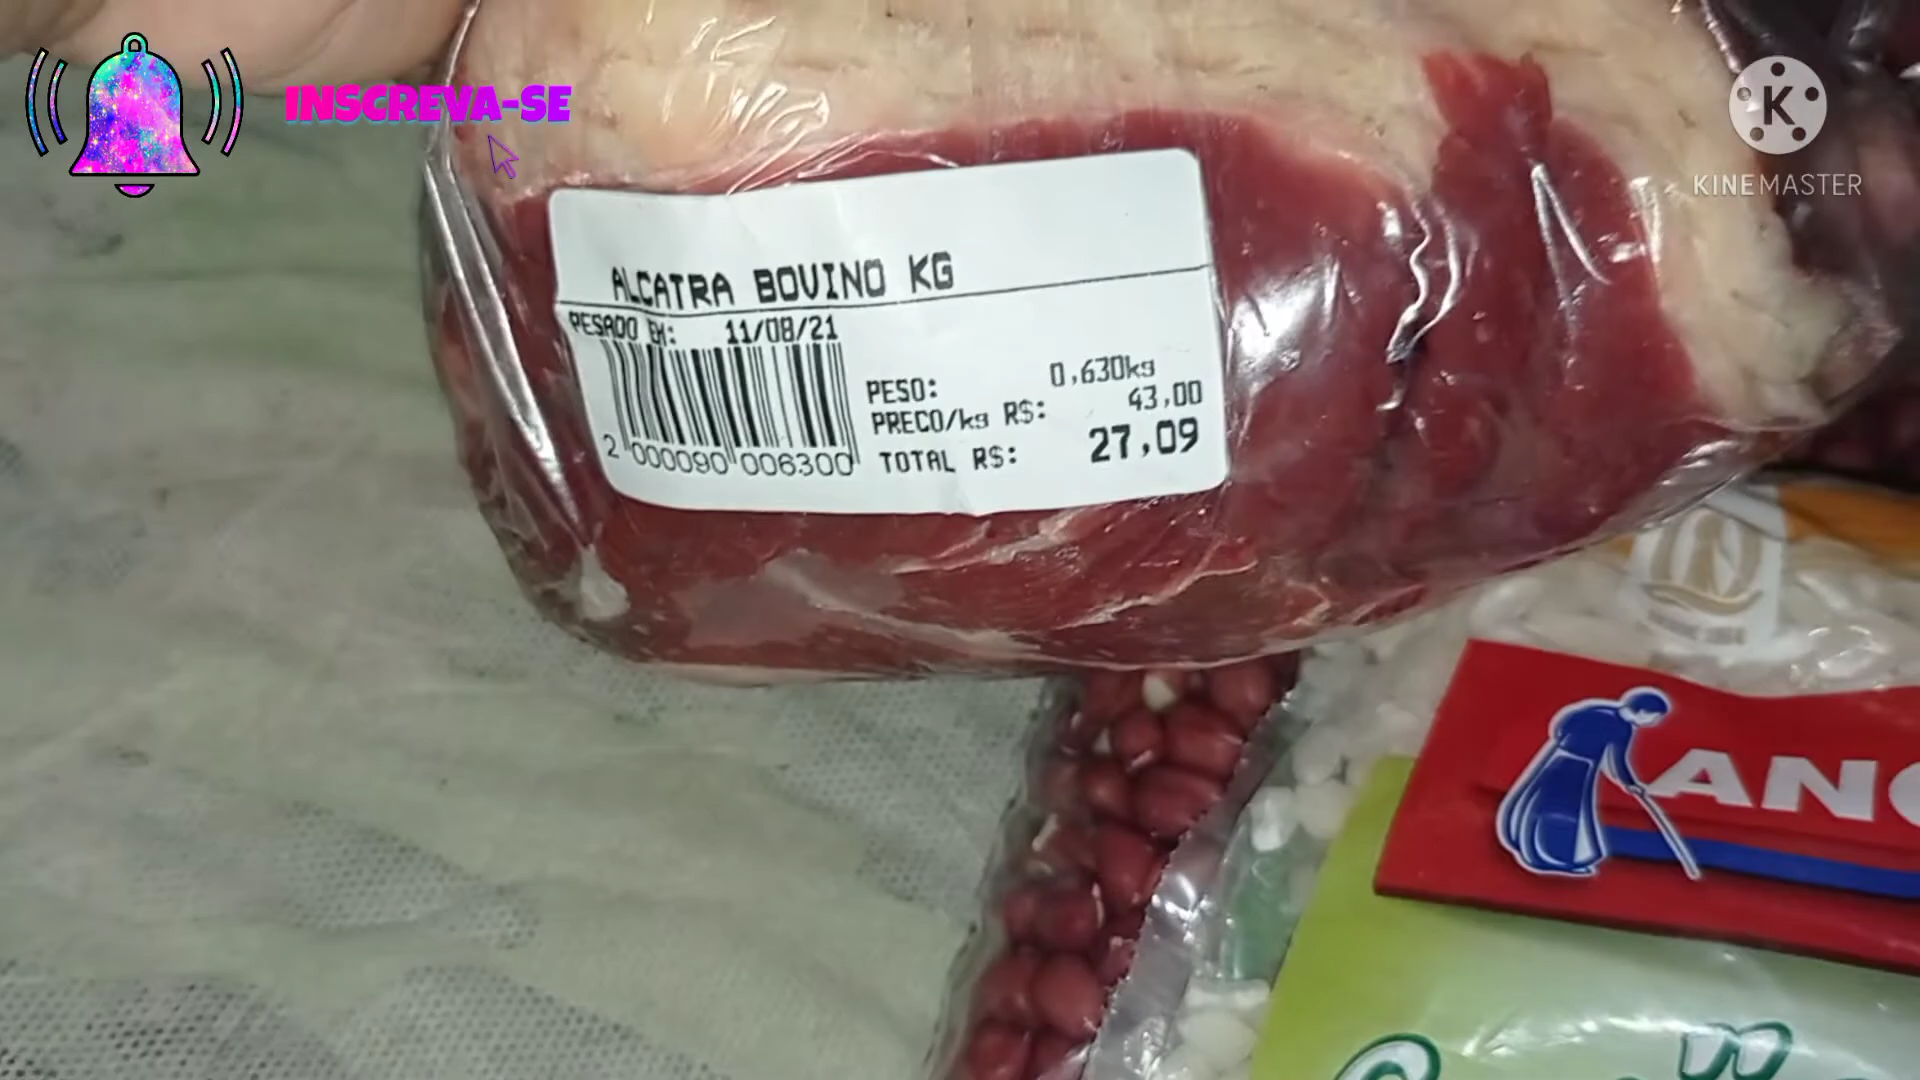 INSCREVA-SE
K
KINEMASTER
ALCATRA BOVINO KG
PESADO EM: 11/08/21
PESO: 0,630kg
PRECO/kg R$: 43,00
TOTAL R$: 27,09
2 000090 006300